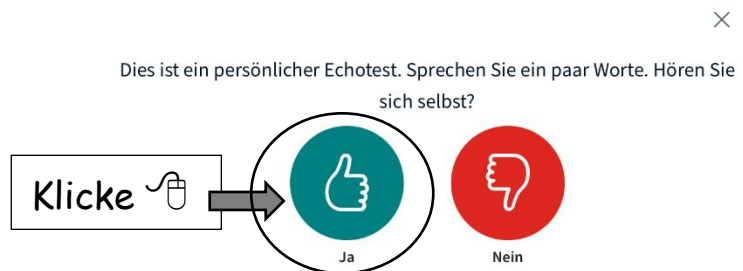 Dies ist ein persönlicher Echotest. Sprechen Sie ein paar Worte. Hören Sie
sich selbst?
Klicke
Ja
Nein